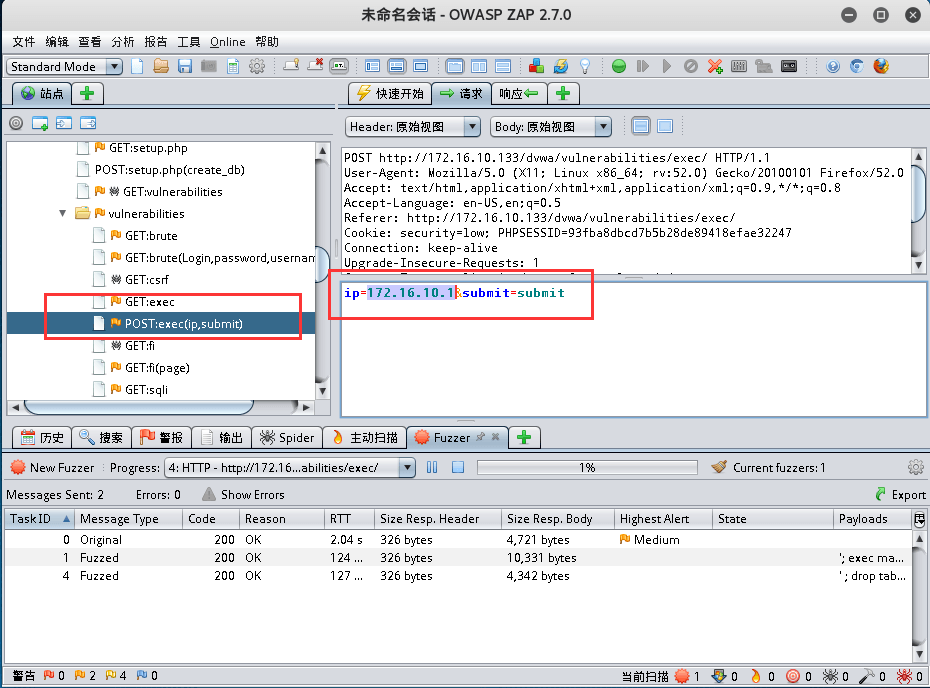 未命名会话 - OWASP ZAP 2.7.0
文件 编辑 查看 分析 报告 工具 Online 帮助
Standard Mode
站点
快速开始 请求 响应
Header: 原始视图 Body: 原始视图
GET:setup.php
POST:setup.php(create_db)
GET:vulnerabilities
vulnerabilities
GET:brute
GET:brute(Login,password,usernam
GET:csrf
GET:exec
POST:exec(ip,submit)
GET:fi
GET:fi(page)
GET:sqli
POST http://172.16.10.133/dvwa/vulnerabilities/exec/ HTTP/1.1
User-Agent: Mozilla/5.0 (X11; Linux x86_64; rv:52.0) Gecko/20100101 Firefox/52.0
Accept: text/html,application/xhtml+xml,application/xml;q=0.9,*/*;q=0.8
Accept-Language: en-US,en;q=0.5
Referer: http://172.16.10.133/dvwa/vulnerabilities/exec/
Cookie: security=low; PHPSESSID=93fba8dbcd7b5b28de89418efae32247
Connection: keep-alive
Upgrade-Insecure-Requests: 1
ip=172.16.10.1&submit=submit
历史 搜索 警报 输出 Spider 主动扫描 Fuzzer
New Fuzzer Progress: 4: HTTP - http://172.16...abilities/exec/ 1% Current fuzzers: 1
Messages Sent: 2 Errors: 0 Show Errors Export
Task ID Message Type Code Reason RTT Size Resp. Header Size Resp. Body Highest Alert State Payloads
0 Original 200 OK 2.04 s 326 bytes 4,721 bytes Medium
1 Fuzzed 200 OK 124 ... 326 bytes 10,331 bytes '; exec ma...
4 Fuzzed 200 OK 127 ... 326 bytes 4,342 bytes ' ; drop tab...
警告 0 2 4 0 当前扫描 1 0 0 0 0 0 0